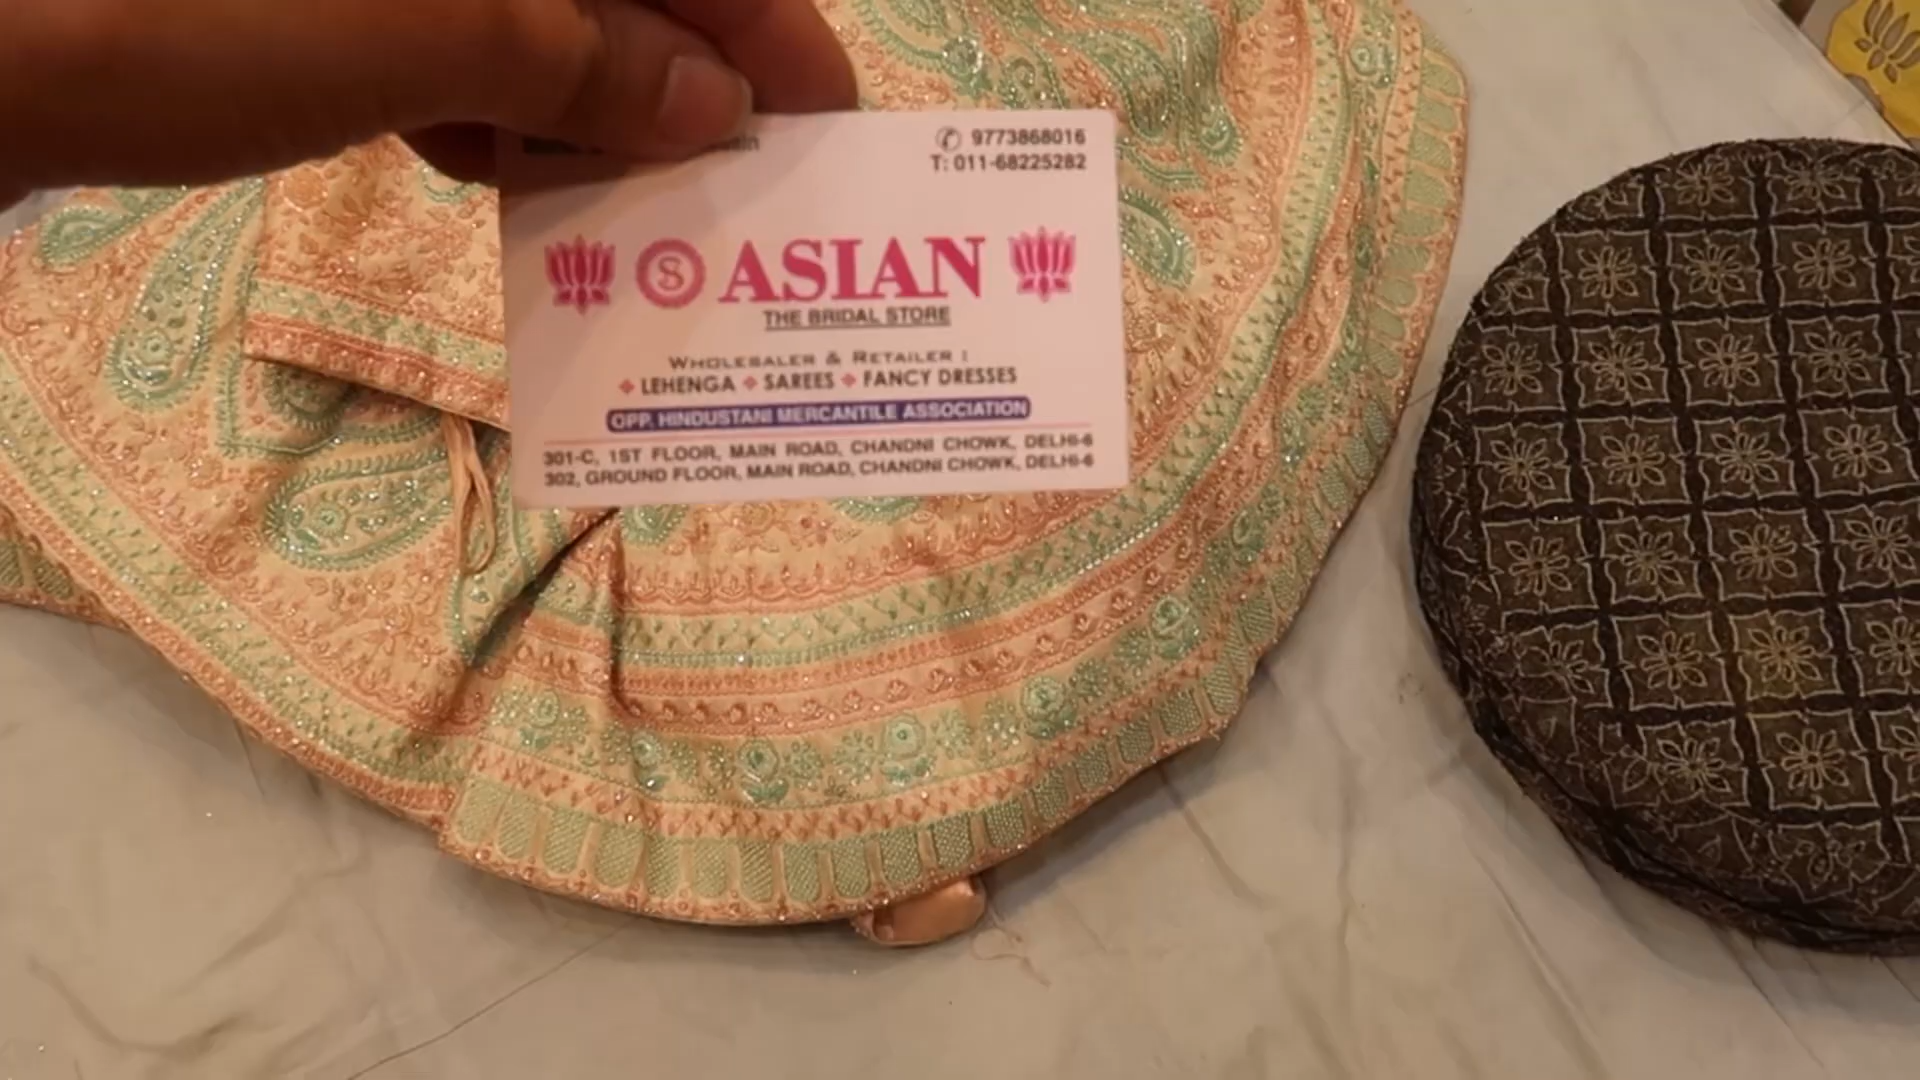 9773868016
T: 011-68225282
S ASIAN
THE BRIDAL STORE
WHOLESALER & RETAILER :
LEHENGA SAREES FANCY DRESSES
OPP. HINDUSTANI MERCANTILE ASSOCIATION
301-C, 1ST FLOOR, MAIN ROAD, CHANDNI CHOWK, DELHI-6
302, GROUND FLOOR, MAIN ROAD, CHANDNI CHOWK, DELHI-6